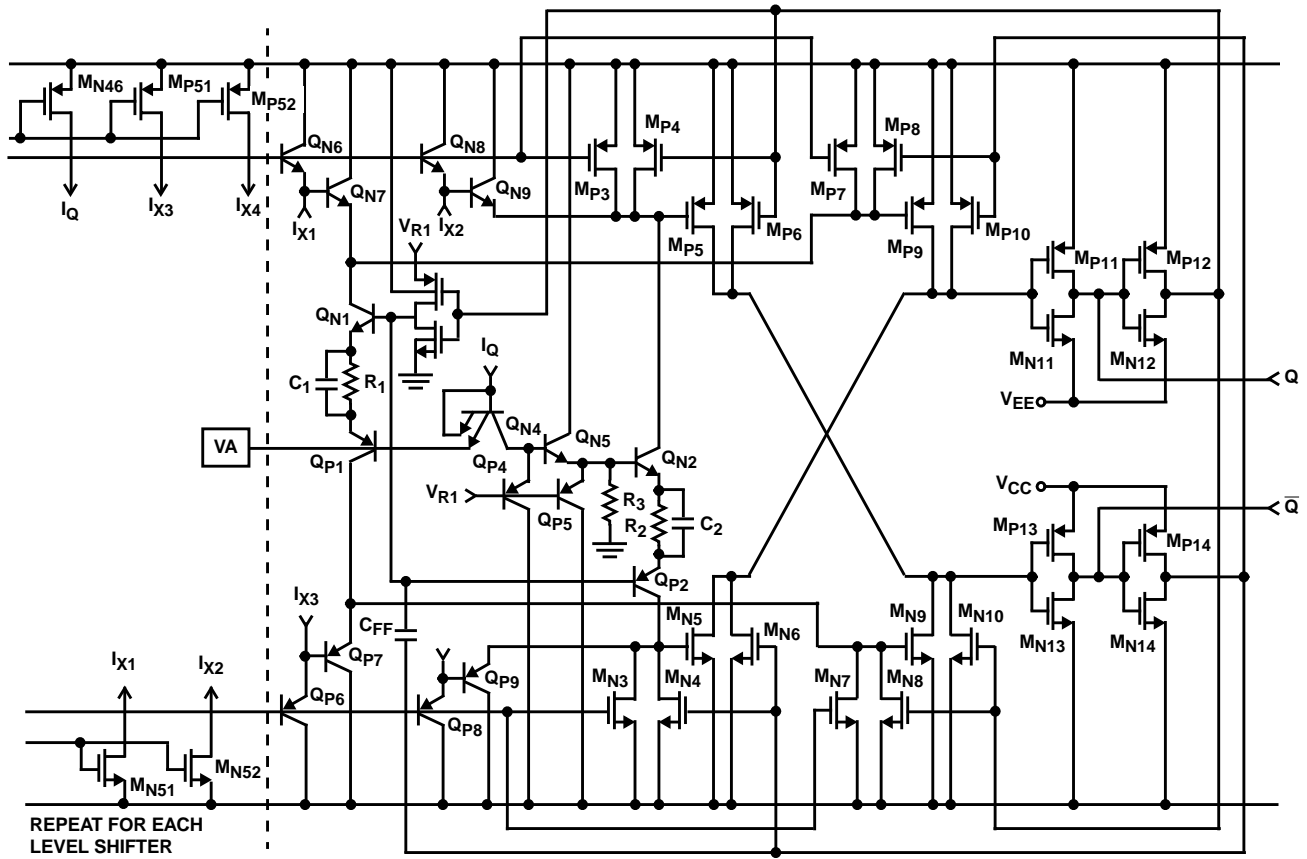 MN46
MP51
MP52
IQ
IX3
IX4
QN6
QN7
IX1
QN8
QN9
IX2
VR1
MP4
MP3
MP5
MP6
MP8
MP7
MP9
MP10
MP11
MP12
MN11
MN12
VEE
Q
QN1
C1
R1
IQ
QN4
QN5
QN2
VA
QP1
QP4
VR1
QP5
R3
R2
C2
QP2
VCC
Q̅
MP13
MP14
MN13
MN14
IX3
CFF
QP7
QP6
QP9
QP8
MN5
MN6
MN3
MN4
MN9
MN10
MN7
MN8
IX1
IX2
MN51
MN52
REPEAT FOR EACH
LEVEL SHIFTER